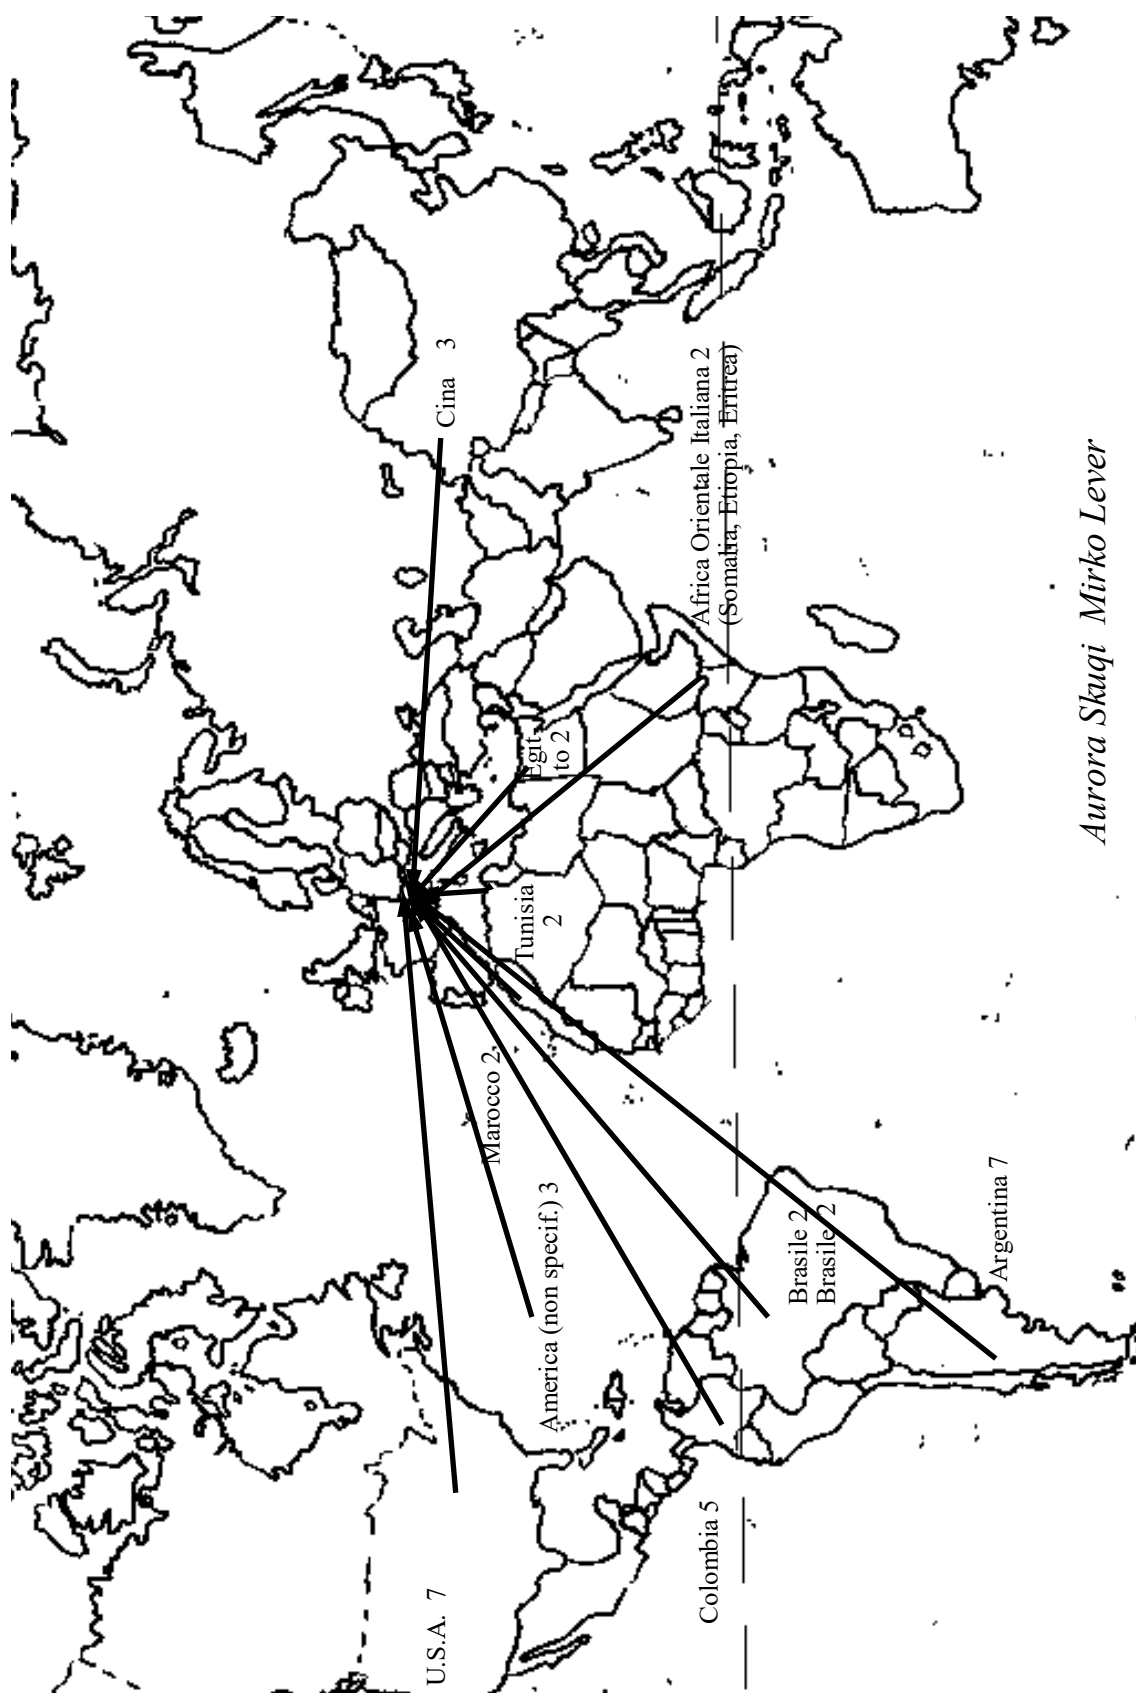 U.S.A. 7
Cina 3
Marocco 2
Tunisia
2
Egit
to 2
America (non specif.) 3
Colombia 5
Africa Orientale Italiana 2
(Somalia, Etiopia, Eritrea)
Brasile 2
Brasile 2
Argentina 7
Aurora Skuqi Mirko Lever